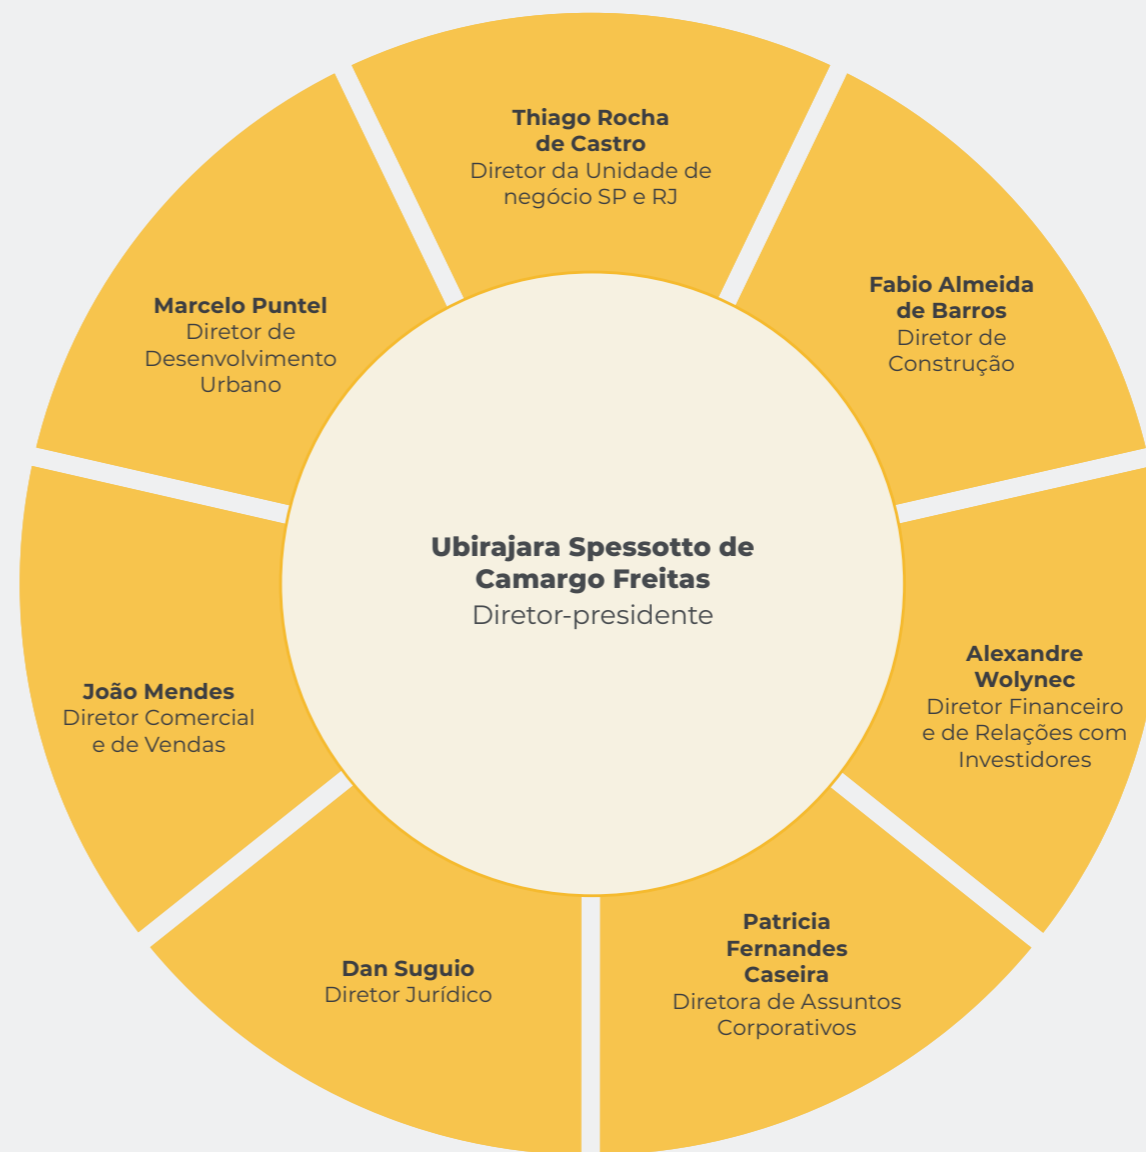 Thiago Rocha
de Castro
Diretor da Unidade de
negócio SP e RJ
Fabio Almeida
de Barros
Diretor de
Construção
Marcelo Puntel
Diretor de
Desenvolvimento
Urbano
Ubirajara Spessotto de
Camargo Freitas
Diretor-presidente
Alexandre
Wolynec
Diretor Financeiro
e de Relações com
Investidores
João Mendes
Diretor Comercial
e de Vendas
Patricia
Fernandes
Caseira
Diretora de Assuntos
Corporativos
Dan Suguio
Diretor Jurídico